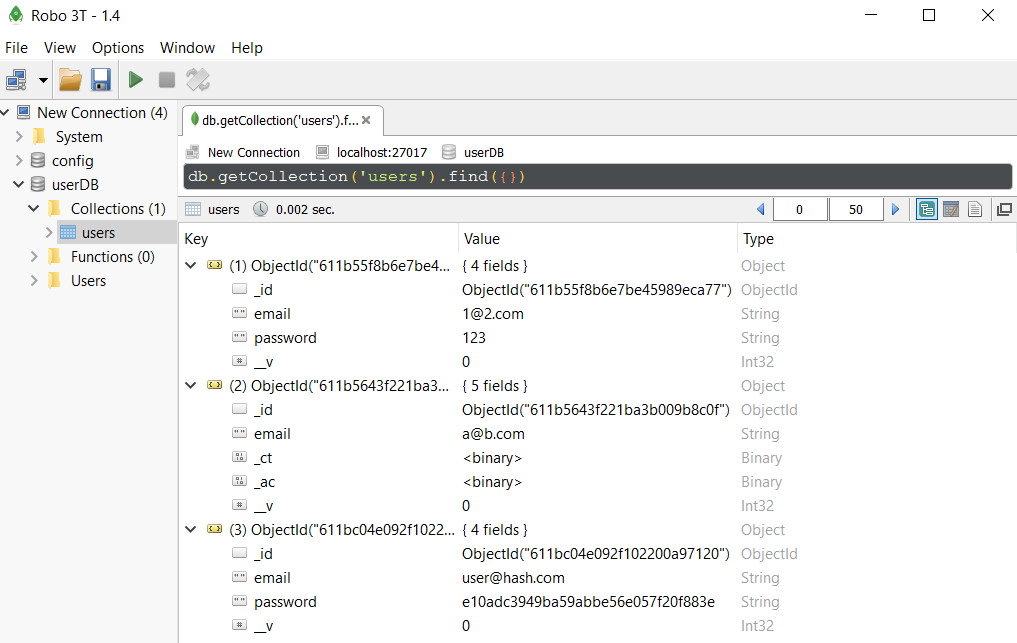 Robo 3T - 1.4
File View Options Window Help
New Connection (4)
System
config
userDB
Collections (1)
users
Functions (0)
Users
db.getCollection('users').f...
New Connection localhost:27017 userDB
db.getCollection('users').find({})
users 0.002 sec. 0 50
Key Value Type
(1) ObjectId("611b55f8b6e7be4... { 4 fields } Object
_id ObjectId("611b55f8b6e7be45989eca77") ObjectId
email 1@2.com String
password 123 String
__v 0 Int32
(2) ObjectId("611b5643f221ba3... { 5 fields } Object
_id ObjectId("611b5643f221ba3b009b8c0f") ObjectId
email a@b.com String
_ct <binary> Binary
_ac <binary> Binary
__v 0 Int32
(3) ObjectId("611bc04e092f1022... { 4 fields } Object
_id ObjectId("611bc04e092f102200a97120") ObjectId
email user@hash.com String
password e10adc3949ba59abbe56e057f20f883e String
__v 0 Int32